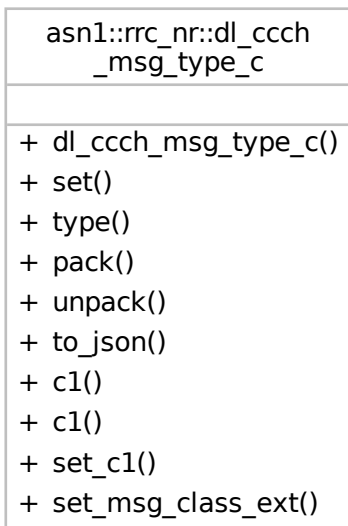 asn1::rrc_nr::dl_ccch
_msg_type_c
+ dl_ccch_msg_type_c()
+ set()
+ type()
+ pack()
+ unpack()
+ to_json()
+ c1()
+ c1()
+ set_c1()
+ set_msg_class_ext()